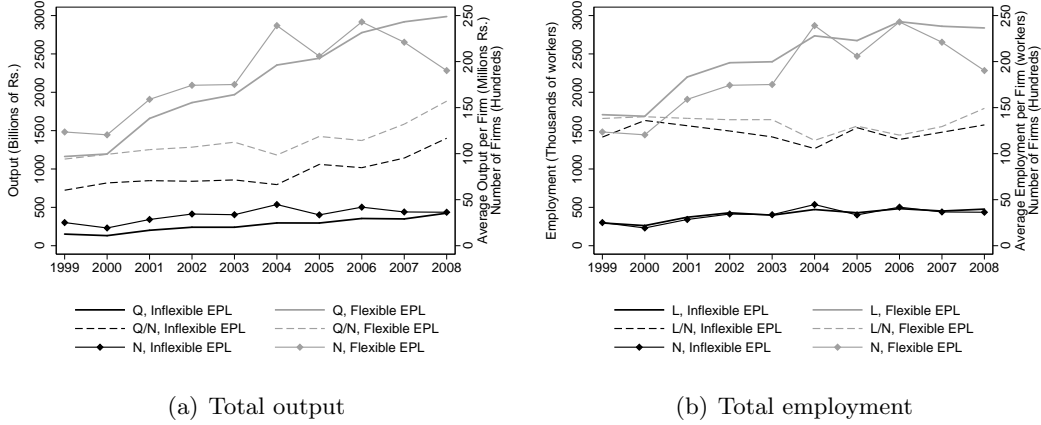 Output (Billions of Rs.)
0 500 1000 1500 2000 2500 3000
0 50 100 150 200 250
Average Output per Firm (Millions Rs.)
Number of Firms (Hundreds)
1999 2000 2001 2002 2003 2004 2005 2006 2007 2008
Q, Inflexible EPL Q, Flexible EPL
Q/N, Inflexible EPL Q/N, Flexible EPL
N, Inflexible EPL N, Flexible EPL
(a) Total output
Employment (Thousands of workers)
0 500 1000 1500 2000 2500 3000
0 50 100 150 200 250
Average Employment per Firm (workers)
Number of Firms (Hundreds)
1999 2000 2001 2002 2003 2004 2005 2006 2007 2008
L, Inflexible EPL L, Flexible EPL
L/N, Inflexible EPL L/N, Flexible EPL
N, Inflexible EPL N, Flexible EPL
(b) Total employment